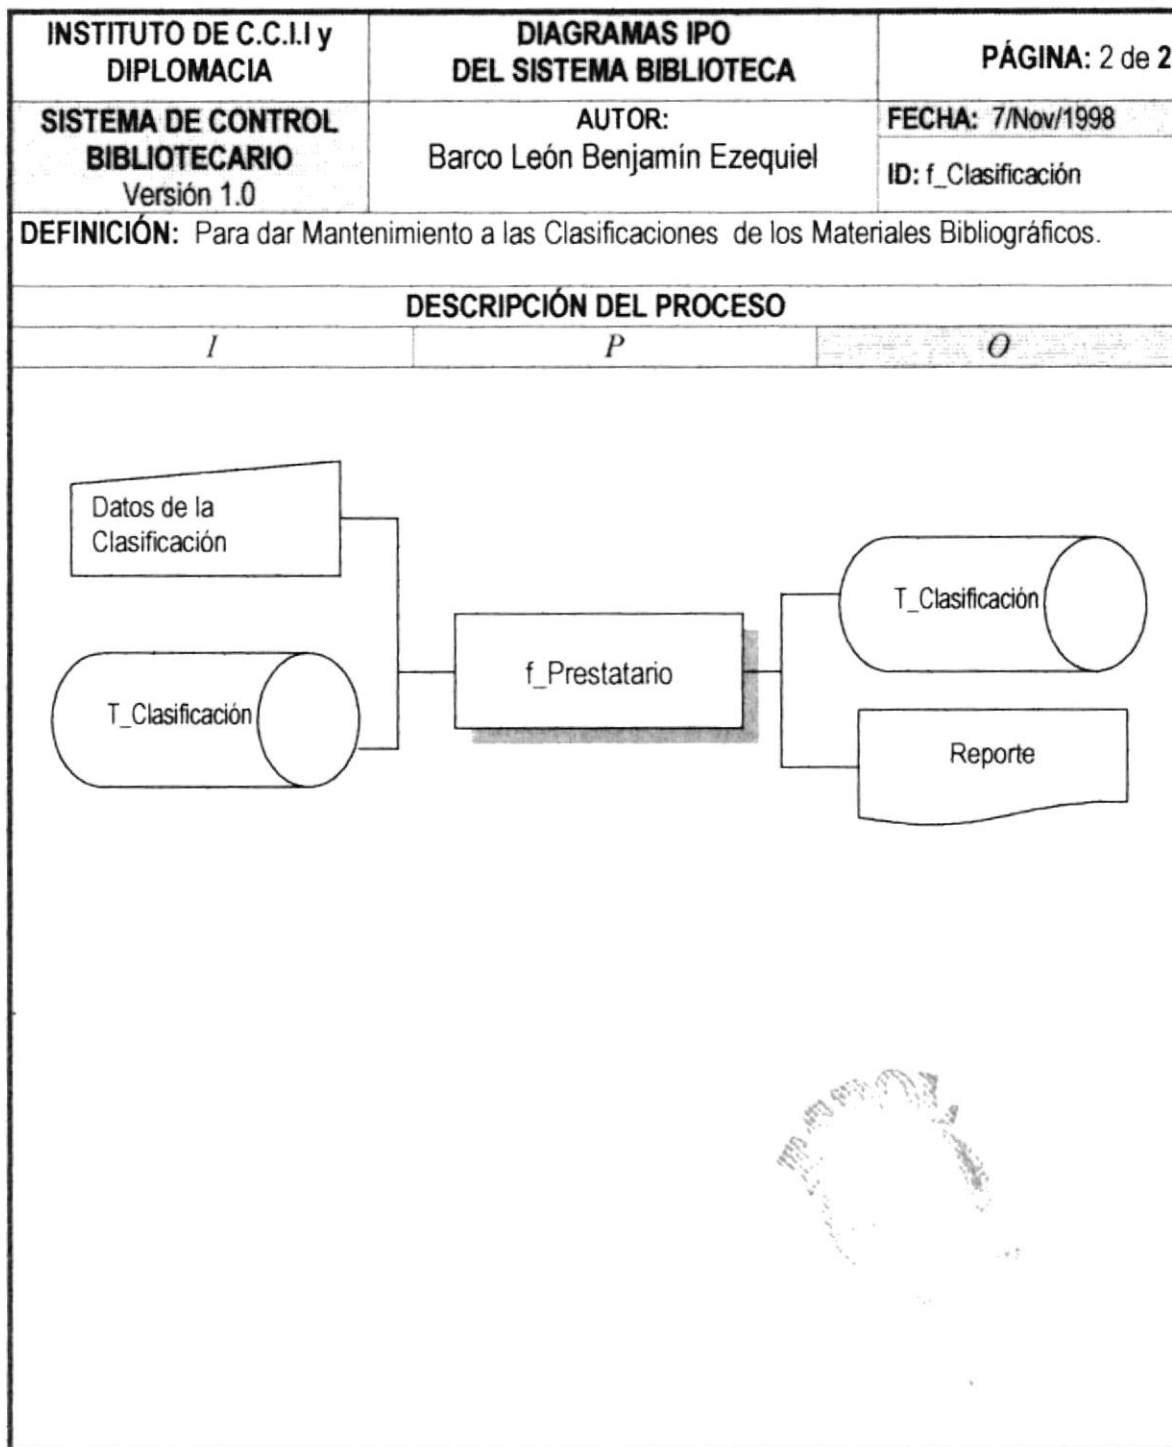 INSTITUTO DE C.C.I.I y
DIPLOMACIA
DIAGRAMAS IPO
DEL SISTEMA BIBLIOTECA
PÁGINA: 2 de 2
SISTEMA DE CONTROL
BIBLIOTECARIO
Versión 1.0
AUTOR:
Barco León Benjamín Ezequiel
FECHA: 7/Nov/1998
ID: f_Clasificación
DEFINICIÓN: Para dar Mantenimiento a las Clasificaciones de los Materiales Bibliográficos.
DESCRIPCIÓN DEL PROCESO
I
P
O
Datos de la
Clasificación
T_Clasificación
f_Prestatario
T_Clasificación
Reporte